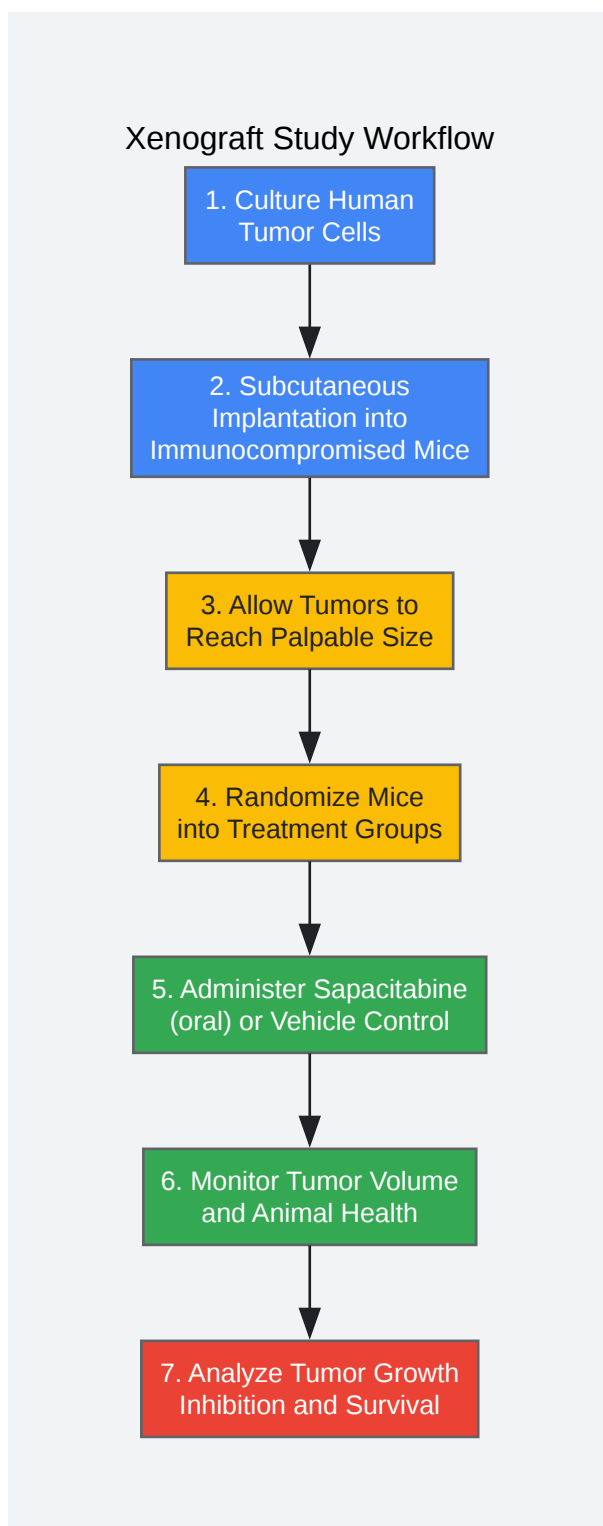 Xenograft Study Workflow
1. Culture Human
Tumor Cells
2. Subcutaneous
Implantation into
Immunocompromised Mice
3. Allow Tumors to
Reach Palpable Size
4. Randomize Mice
into Treatment Groups
5. Administer Sapacitabine
(oral) or Vehicle Control
6. Monitor Tumor Volume
and Animal Health
7. Analyze Tumor Growth
Inhibition and Survival